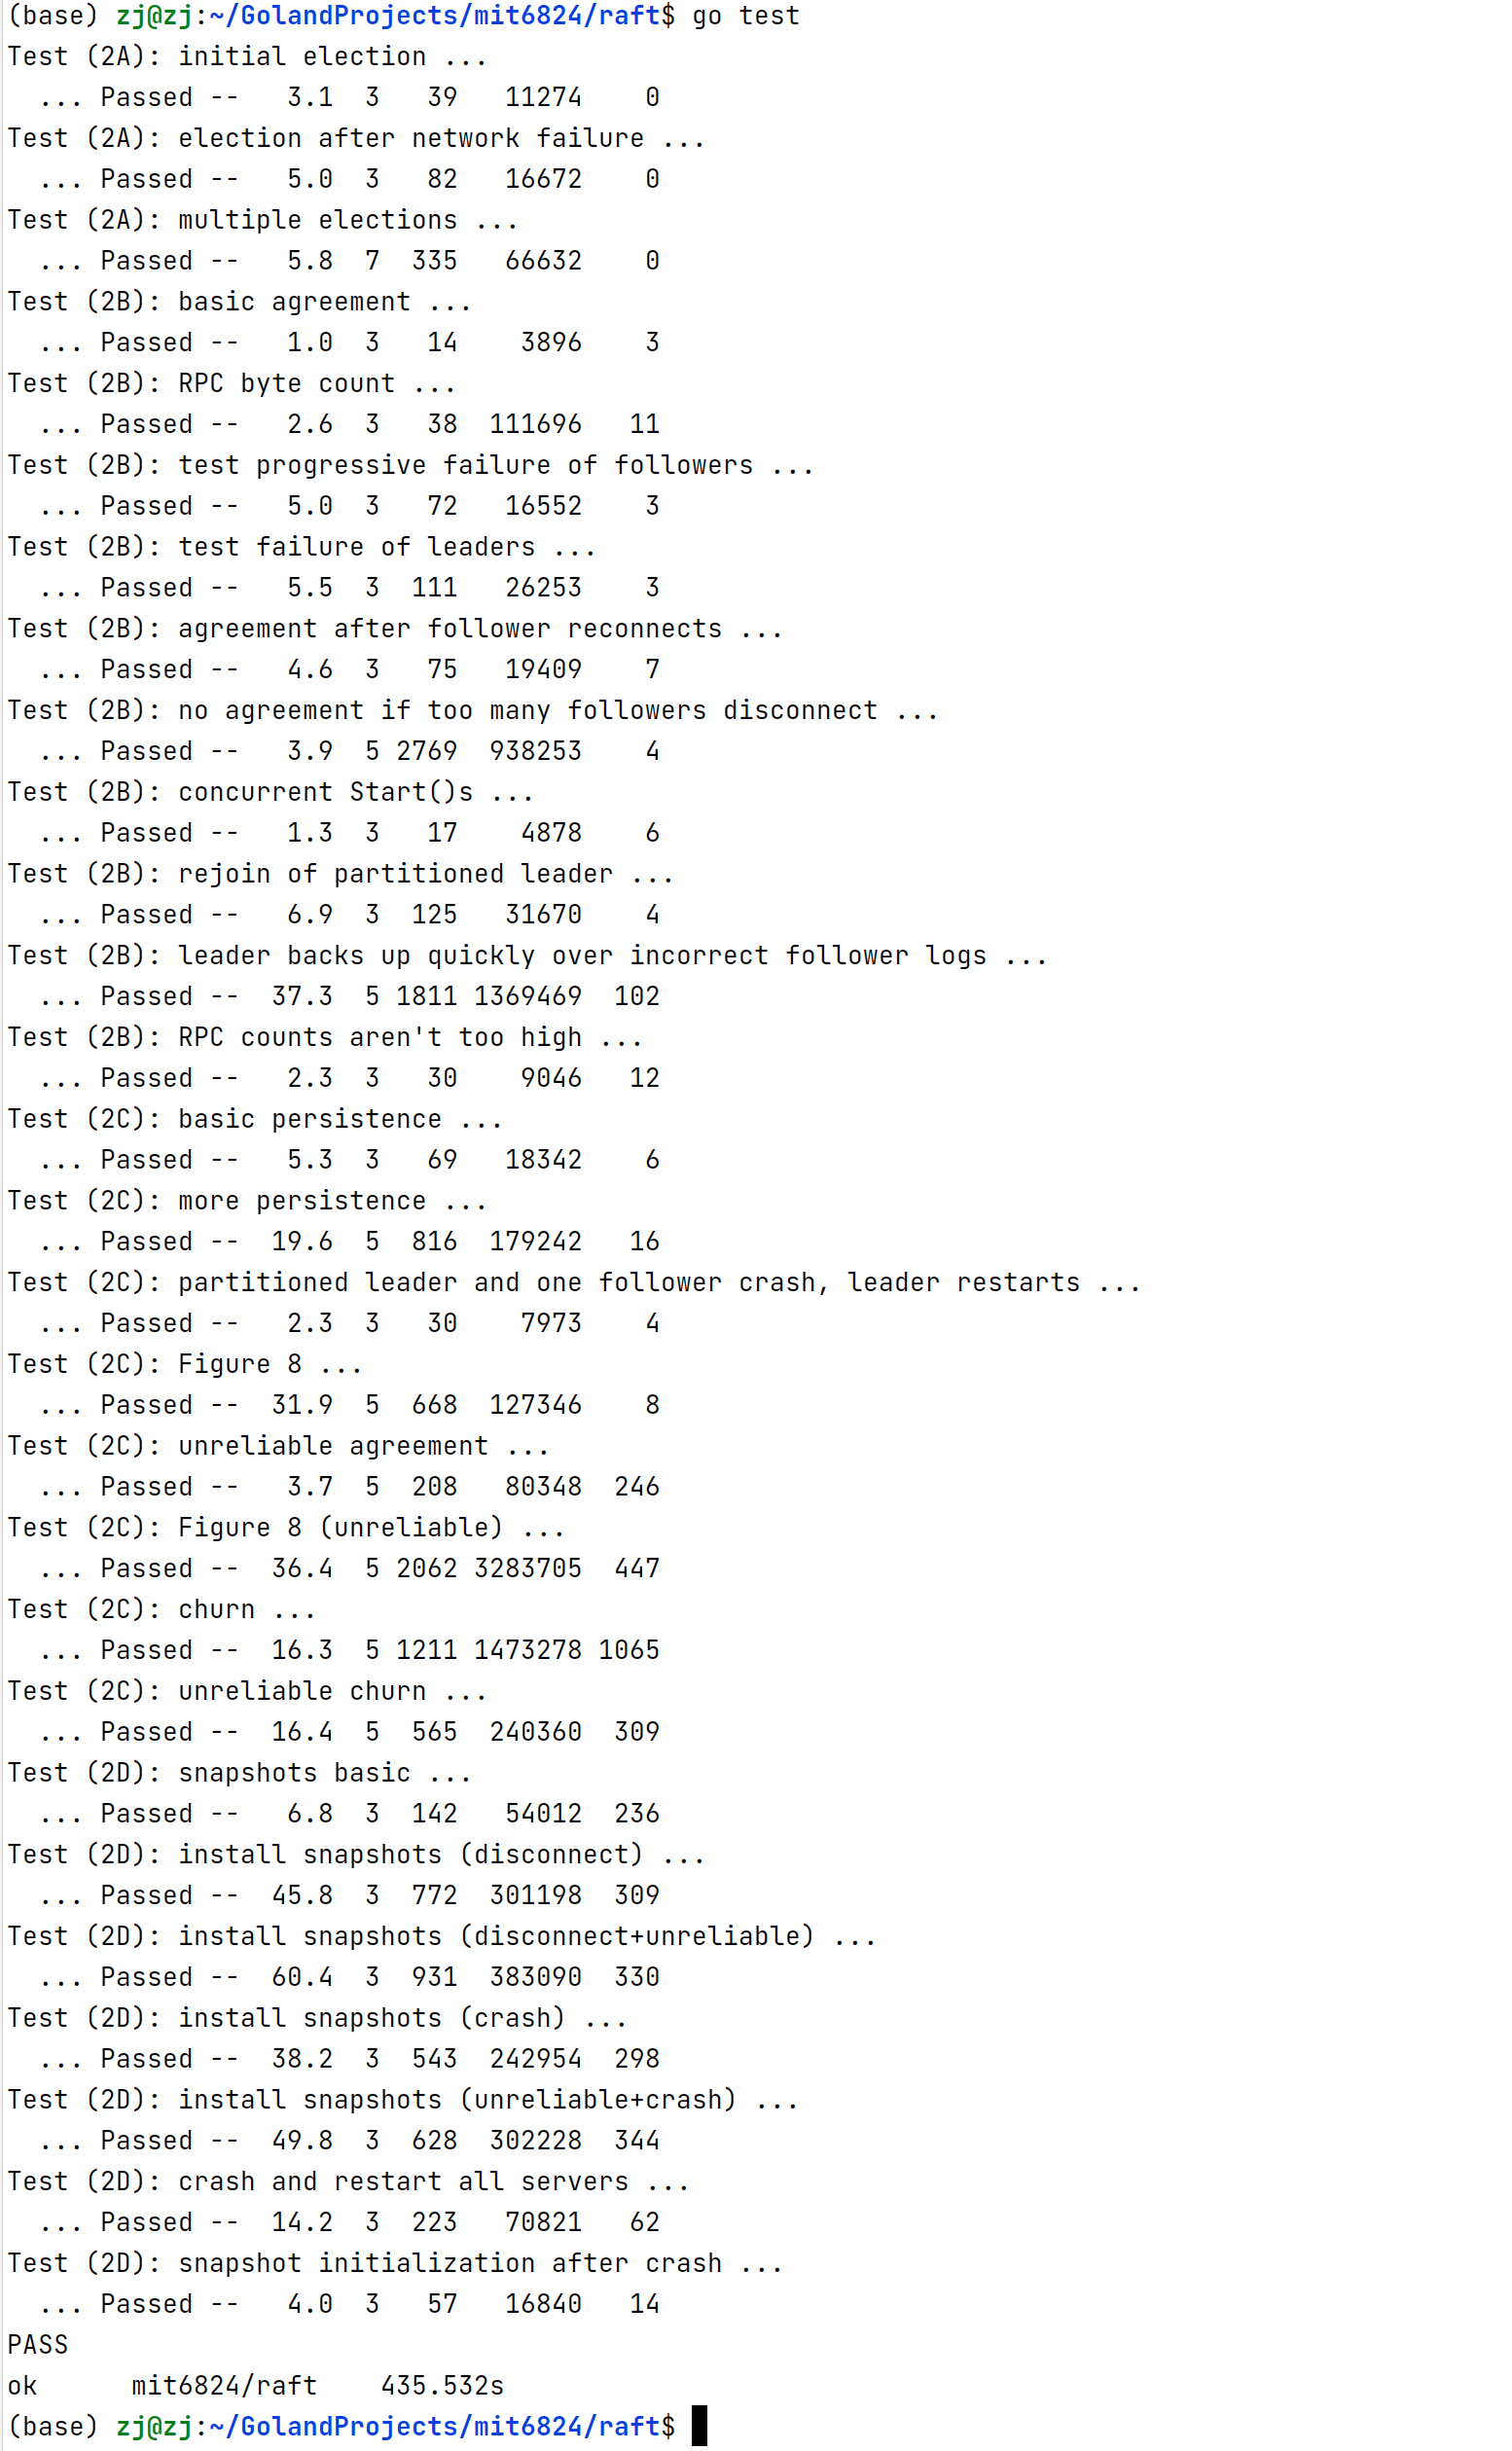 (base) zj@zj:~/GolandProjects/mit6824/raft$ go test
Test (2A): initial election ...
  ... Passed --   3.1  3   39   11274    0
Test (2A): election after network failure ...
  ... Passed --   5.0  3   82   16672    0
Test (2A): multiple elections ...
  ... Passed --   5.8  7  335   66632    0
Test (2B): basic agreement ...
  ... Passed --   1.0  3   14    3896    3
Test (2B): RPC byte count ...
  ... Passed --   2.6  3   38  111696   11
Test (2B): test progressive failure of followers ...
  ... Passed --   5.0  3   72   16552    3
Test (2B): test failure of leaders ...
  ... Passed --   5.5  3  111   26253    3
Test (2B): agreement after follower reconnects ...
  ... Passed --   4.6  3   75   19409    7
Test (2B): no agreement if too many followers disconnect ...
  ... Passed --   3.9  5 2769  938253    4
Test (2B): concurrent Start()s ...
  ... Passed --   1.3  3   17    4878    6
Test (2B): rejoin of partitioned leader ...
  ... Passed --   6.9  3  125   31670    4
Test (2B): leader backs up quickly over incorrect follower logs ...
  ... Passed --  37.3  5 1811 1369469  102
Test (2B): RPC counts aren't too high ...
  ... Passed --   2.3  3   30    9046   12
Test (2C): basic persistence ...
  ... Passed --   5.3  3   69   18342    6
Test (2C): more persistence ...
  ... Passed --  19.6  5  816  179242   16
Test (2C): partitioned leader and one follower crash, leader restarts ...
  ... Passed --   2.3  3   30    7973    4
Test (2C): Figure 8 ...
  ... Passed --  31.9  5  668  127346    8
Test (2C): unreliable agreement ...
  ... Passed --   3.7  5  208   80348  246
Test (2C): Figure 8 (unreliable) ...
  ... Passed --  36.4  5 2062 3283705  447
Test (2C): churn ...
  ... Passed --  16.3  5 1211 1473278 1065
Test (2C): unreliable churn ...
  ... Passed --  16.4  5  565  240360  309
Test (2D): snapshots basic ...
  ... Passed --   6.8  3  142   54012  236
Test (2D): install snapshots (disconnect) ...
  ... Passed --  45.8  3  772  301198  309
Test (2D): install snapshots (disconnect+unreliable) ...
  ... Passed --  60.4  3  931  383090  330
Test (2D): install snapshots (crash) ...
  ... Passed --  38.2  3  543  242954  298
Test (2D): install snapshots (unreliable+crash) ...
  ... Passed --  49.8  3  628  302228  344
Test (2D): crash and restart all servers ...
  ... Passed --  14.2  3  223   70821   62
Test (2D): snapshot initialization after crash ...
  ... Passed --   4.0  3   57   16840   14
PASS
ok      mit6824/raft    435.532s
(base) zj@zj:~/GolandProjects/mit6824/raft$